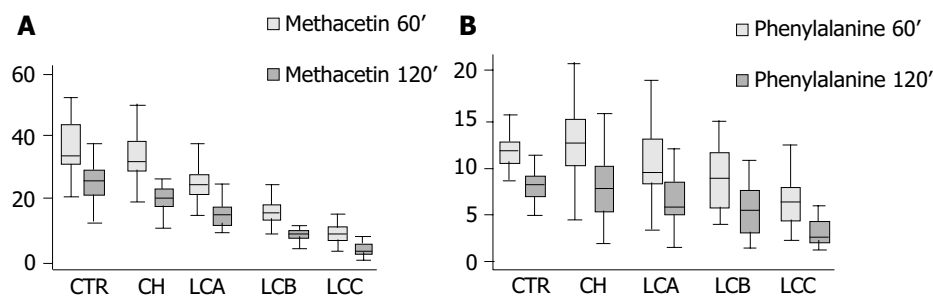 A
Methacetin 60′
Methacetin 120′
60
40
20
0
CTR CH LCA LCB LCC
B
Phenylalanine 60′
Phenylalanine 120′
20
15
10
5
0
CTR CH LCA LCB LCC